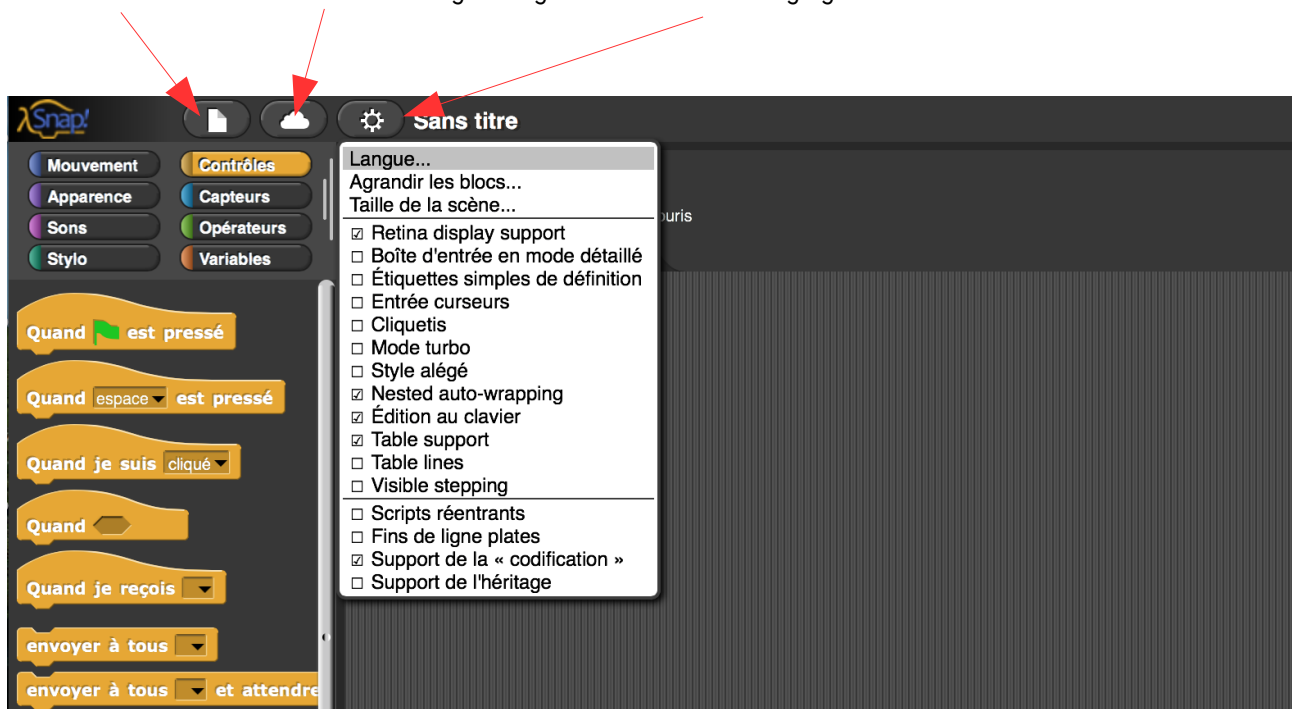 λSnap!
Sans titre
Mouvement
Contrôles
Apparence
Capteurs
Sons
Opérateurs
Stylo
Variables
Langue...
Agrandir les blocs...
Taille de la scène...
☑ Retina display support
☐ Boîte d'entrée en mode détaillé
☐ Étiquettes simples de définition
☐ Entrée curseurs
☐ Cliquetis
☐ Mode turbo
☐ Style alégé
☑ Nested auto-wrapping
☑ Édition au clavier
☑ Table support
☐ Table lines
☐ Visible stepping
☐ Scripts réentrants
☐ Fins de ligne plates
☑ Support de la « codification »
☐ Support de l'héritage
ouris
Quand est pressé
Quand espace est pressé
Quand je suis cliqué
Quand
Quand je reçois
envoyer à tous
envoyer à tous et attendre